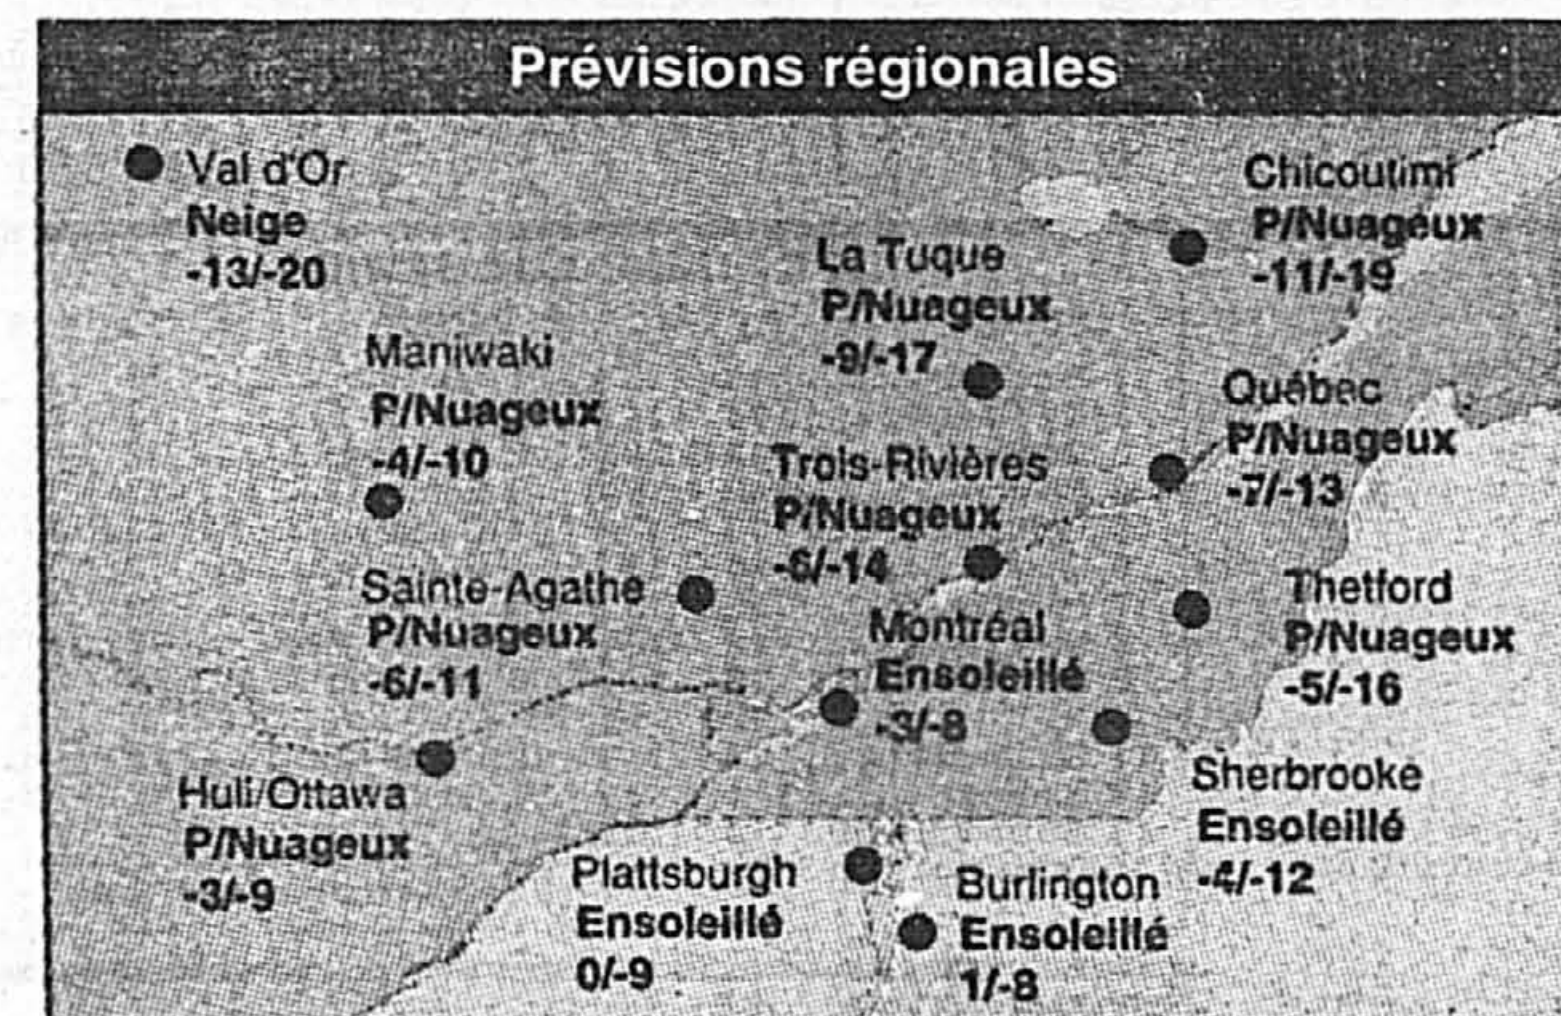 Prévisions régionales
Val d'Or
Neige
-13/-20
Chicoutimi
P/Nuageux
-11/-19
La Tuque
P/Nuageux
-9/-17
Maniwaki
P/Nuageux
-4/-10
Québec
P/Nuageux
-7/-13
Trois-Rivières
P/Nuageux
-6/-14
Sainte-Agathe
P/Nuageux
-6/-11
Thetford
P/Nuageux
-5/-16
Montréal
Ensoleillé
-3/-8
Hull/Ottawa
P/Nuageux
-3/-9
Sherbrooke
Ensoleillé
-4/-12
Plattsburgh
Ensoleillé
0/-9
Burlington
Ensoleillé
1/-8